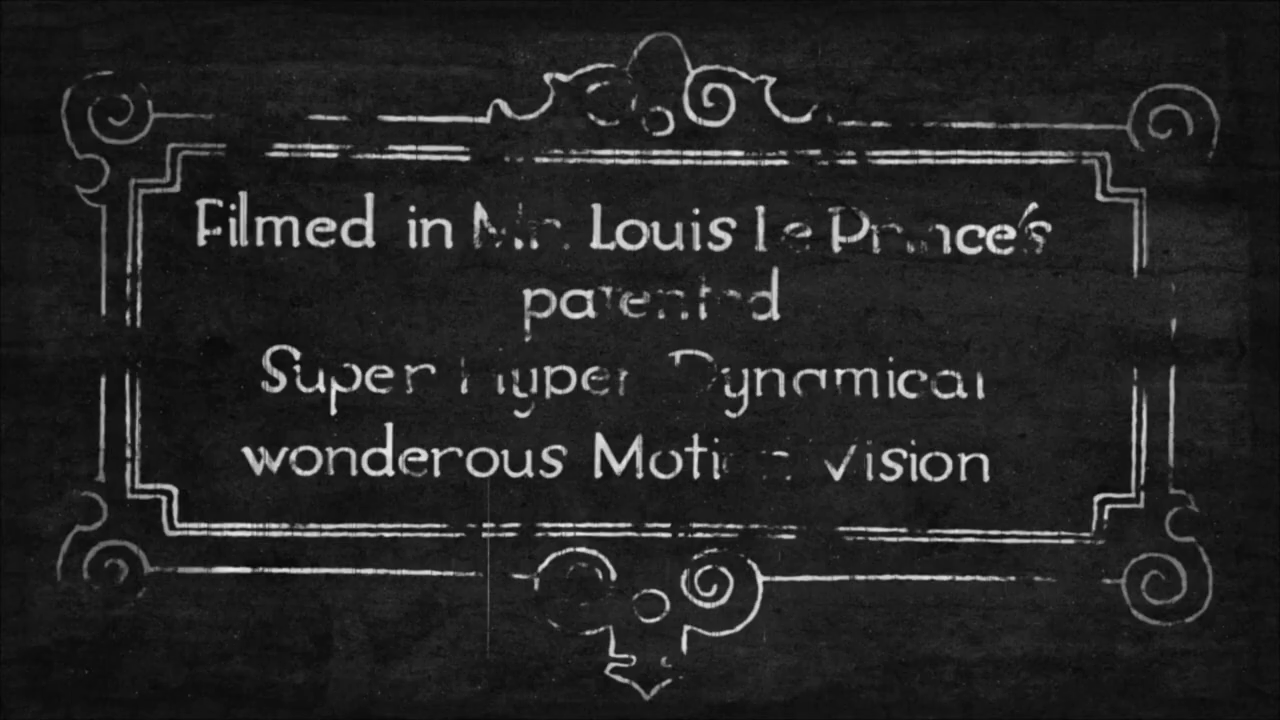 Filmed in Mr. Louis Le Prince's
patented
Super Hyper Dynamical
wonderous Motion Vision